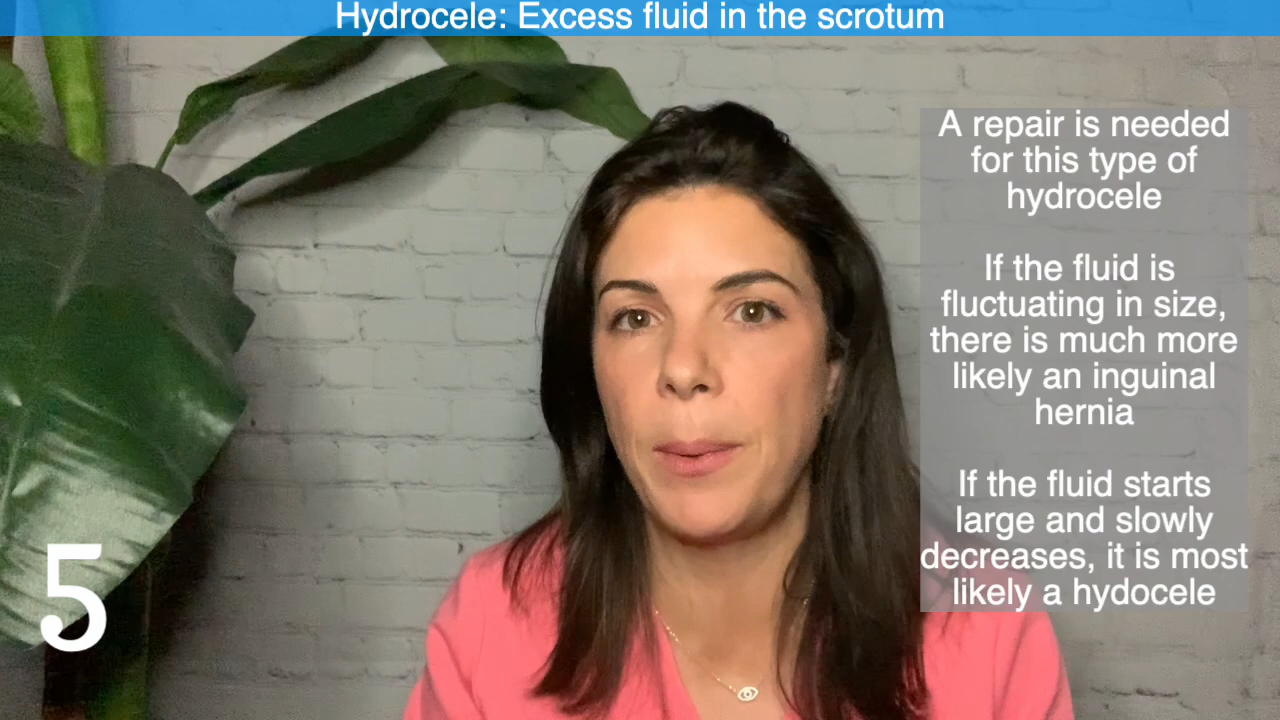 Hydrocele: Excess fluid in the scrotum
A repair is needed
for this type of
hydrocele
If the fluid is
fluctuating in size,
there is much more
likely an inguinal
hernia
If the fluid starts
large and slowly
decreases, it is most
likely a hydocele
5